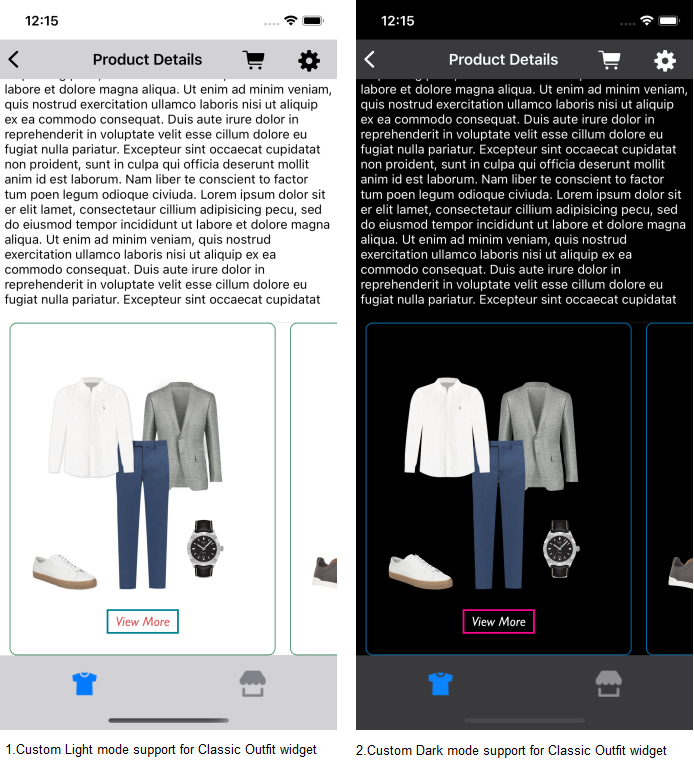 12:15
Product Details
labore et dolore magna aliqua. Ut enim ad minim veniam,
quis nostrud exercitation ullamco laboris nisi ut aliquip
ex ea commodo consequat. Duis aute irure dolor in
reprehenderit in voluptate velit esse cillum dolore eu
fugiat nulla pariatur. Excepteur sint occaecat cupidatat
non proident, sunt in culpa qui officia deserunt mollit
anim id est laborum. Nam liber te conscient to factor
tum poen legum odioque civiuda. Lorem ipsum dolor sit
er elit lamet, consectetaur cillium adipisicing pecu, sed
do eiusmod tempor incididunt ut labore et dolore magna
aliqua. Ut enim ad minim veniam, quis nostrud
exercitation ullamco laboris nisi ut aliquip ex ea
commodo consequat. Duis aute irure dolor in
reprehenderit in voluptate velit esse cillum dolore eu
fugiat nulla pariatur. Excepteur sint occaecat cupidatat
View More
1.Custom Light mode support for Classic Outfit widget
12:15
Product Details
labore et dolore magna aliqua. Ut enim ad minim veniam,
quis nostrud exercitation ullamco laboris nisi ut aliquip
ex ea commodo consequat. Duis aute irure dolor in
reprehenderit in voluptate velit esse cillum dolore eu
fugiat nulla pariatur. Excepteur sint occaecat cupidatat
non proident, sunt in culpa qui officia deserunt mollit
anim id est laborum. Nam liber te conscient to factor
tum poen legum odioque civiuda. Lorem ipsum dolor sit
er elit lamet, consectetaur cillium adipisicing pecu, sed
do eiusmod tempor incididunt ut labore et dolore magna
aliqua. Ut enim ad minim veniam, quis nostrud
exercitation ullamco laboris nisi ut aliquip ex ea
commodo consequat. Duis aute irure dolor in
reprehenderit in voluptate velit esse cillum dolore eu
fugiat nulla pariatur. Excepteur sint occaecat cupidatat
View More
2.Custom Dark mode support for Classic Outfit widget